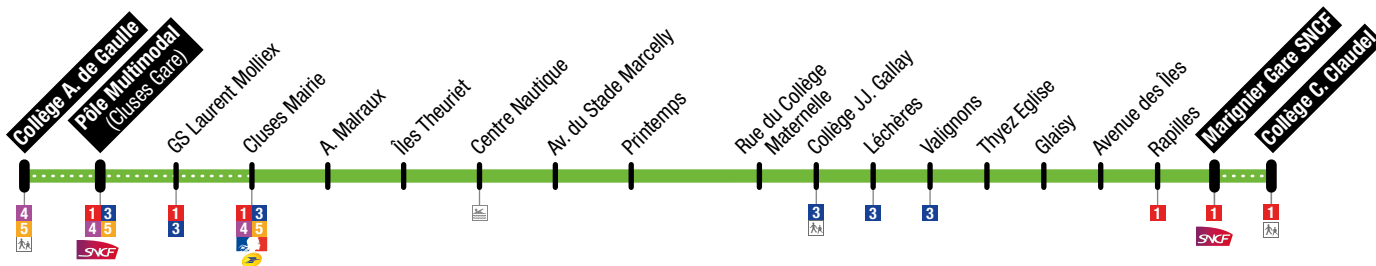 Collège A. de Gaulle
Pôle Multimodal
(Cluses Gare)
GS Laurent Molliex
Cluses Mairie
A. Malraux
Îles Theuriet
Centre Nautique
Av. du Stade Marcelly
Printemps
Rue du Collège
Maternelle
Collège JJ. Gallay
Léchères
Valignons
Thyez Eglise
Glaisy
Avenue des Îles
Rapilles
Marignier Gare SNCF
Collège C. Claudel
4
5
1 3
4 5
SNCF
1
3
1 3
4 5
3
3
3
1
1
SNCF
1